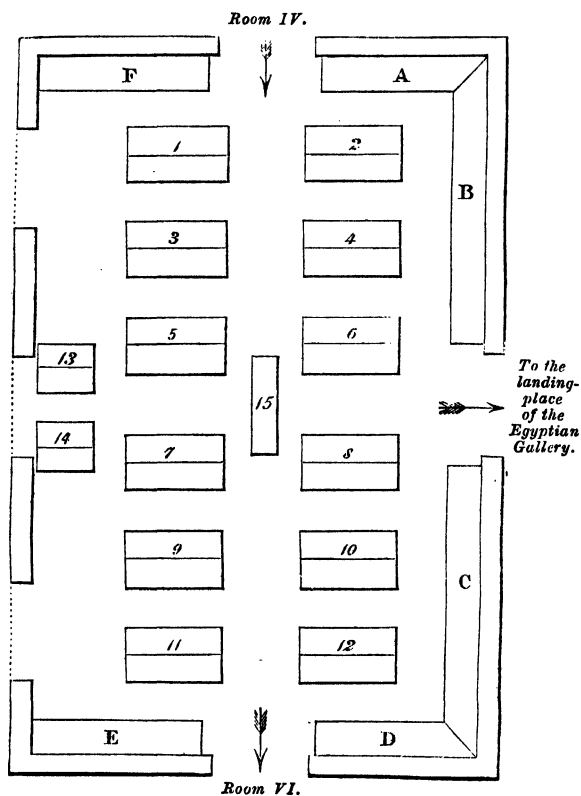 Room IV.
F
A
1
2
B
3
4
5
6
13
To the
landing-
place
of the
Egyptian
Gallery.
15
14
7
8
9
10
C
11
12
E
D
Room VI.